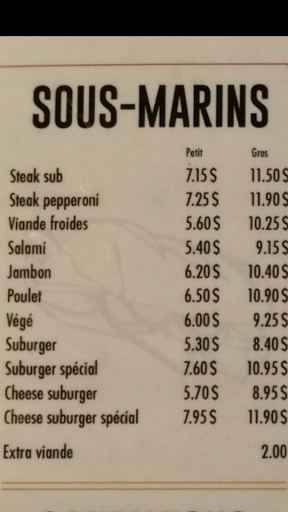 SOUS-MARINS
Petit Gros
Steak sub 7.15 $ 11.50 $
Steak pepperoni 7.25 $ 11.90 $
Viande froides 5.60 $ 10.25 $
Salami 5.40 $ 9.15 $
Jambon 6.20 $ 10.40 $
Poulet 6.50 $ 10.90 $
Végé 6.00 $ 9.25 $
Suburger 5.30 $ 8.40 $
Suburger spécial 7.60 $ 10.95 $
Cheese suburger 5.70 $ 8.95 $
Cheese suburger spécial 7.95 $ 11.90 $
Extra viande 2.00